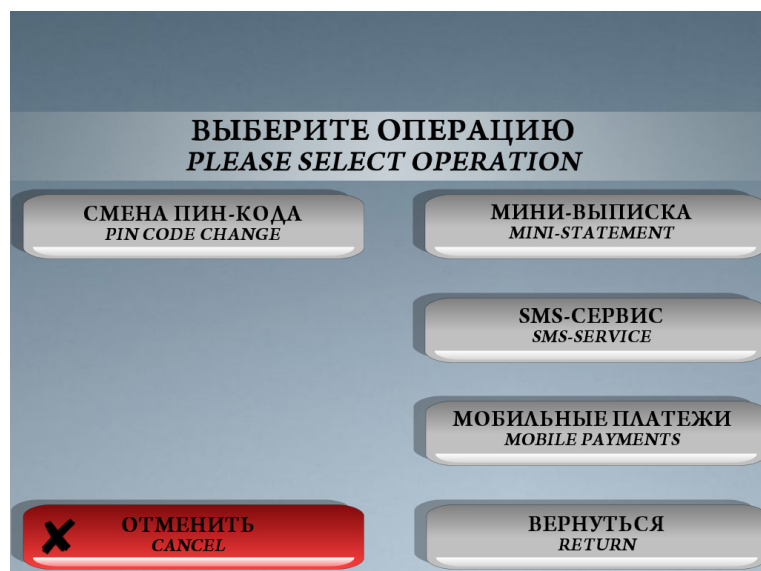 ВЫБЕРИТЕ ОПЕРАЦИЮ
PLEASE SELECT OPERATION
СМЕНА ПИН-КОДА
PIN CODE CHANGE
МИНИ-ВЫПИСКА
MINI-STATEMENT
SMS-СЕРВИС
SMS-SERVICE
МОБИЛЬНЫЕ ПЛАТЕЖИ
MOBILE PAYMENTS
ОТМЕНИТЬ
CANCEL
ВЕРНУТЬСЯ
RETURN